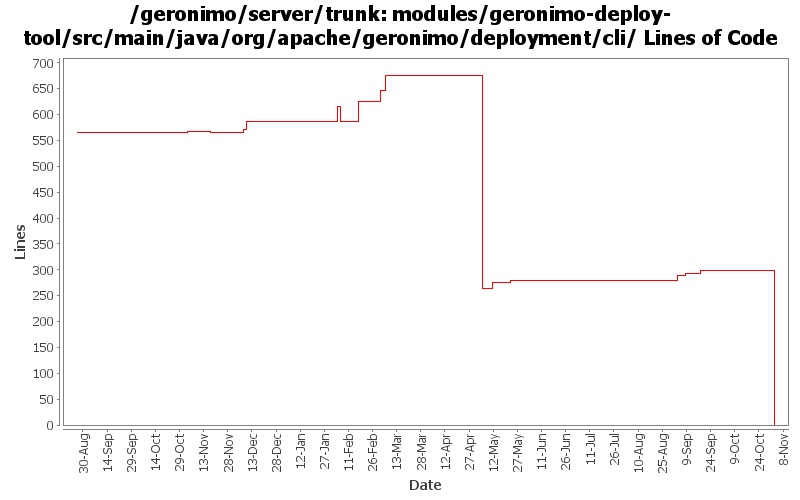 /geronimo/server/trunk: modules/geronimo-deploy-
tool/src/main/java/org/apache/geronimo/deployment/cli/ Lines of Code
700
650
600
550
500
450
400
350
300
250
200
150
100
50
0
Lines
30-Aug
14-Sep
29-Sep
14-Oct
29-Oct
13-Nov
28-Nov
13-Dec
28-Dec
12-Jan
27-Jan
11-Feb
26-Feb
13-Mar
28-Mar
12-Apr
27-Apr
12-May
27-May
11-Jun
26-Jun
11-Jul
26-Jul
10-Aug
25-Aug
9-Sep
24-Sep
9-Oct
24-Oct
8-Nov
Date